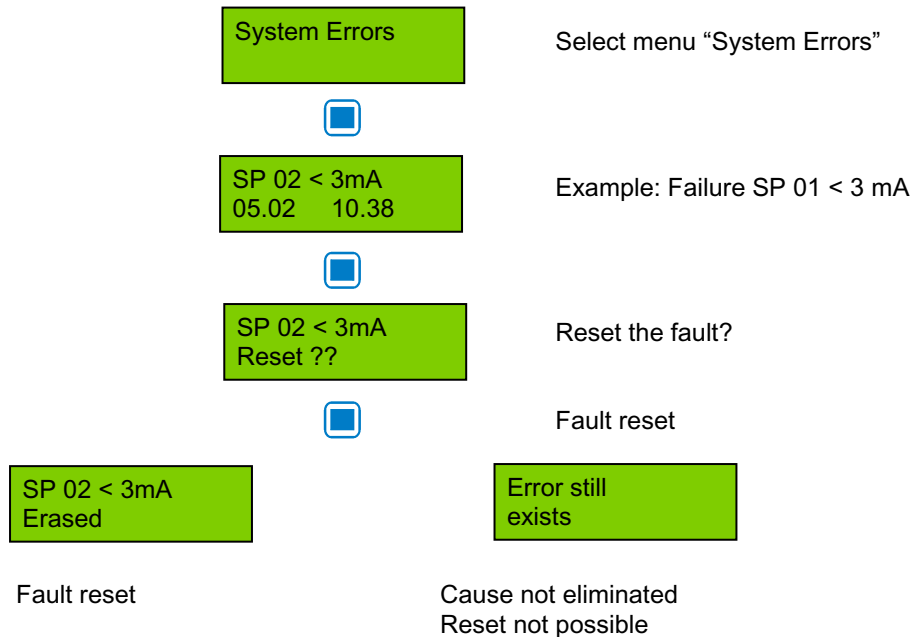 System Errors
Select menu “System Errors”
SP 02 < 3mA
05.02 10.38
Example: Failure SP 01 < 3 mA
SP 02 < 3mA
Reset ??
Reset the fault?
Fault reset
SP 02 < 3mA
Erased
Error still
exists
Fault reset
Cause not eliminated
Reset not possible